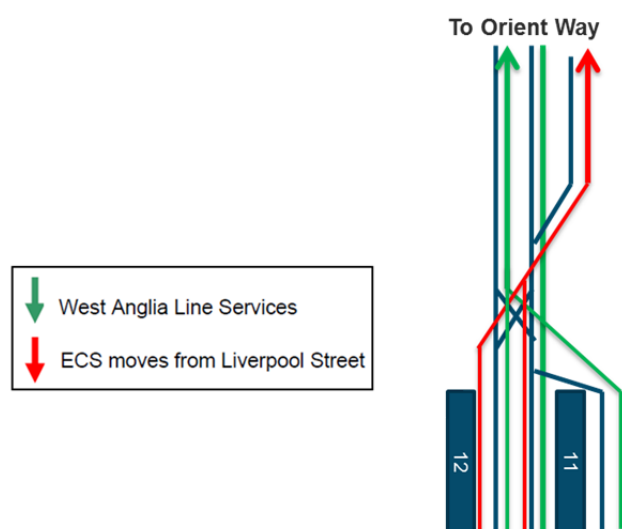 To Orient Way
West Anglia Line Services
ECS moves from Liverpool Street
12
11